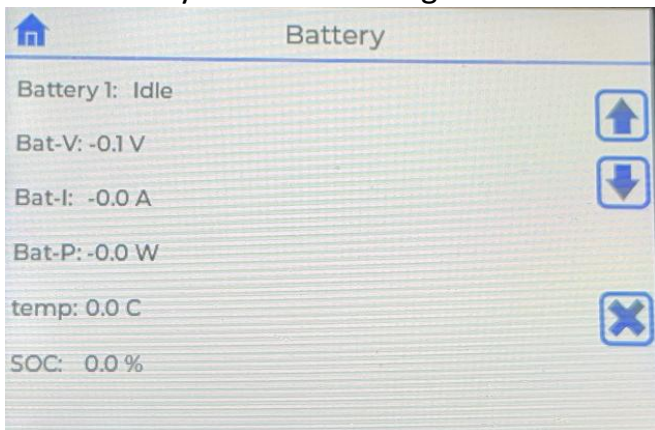 Battery
Battery 1: Idle
Bat-V: -0.1 V
Bat-I: -0.0 A
Bat-P: -0.0 W
temp: 0.0 C
SOC: 0.0 %